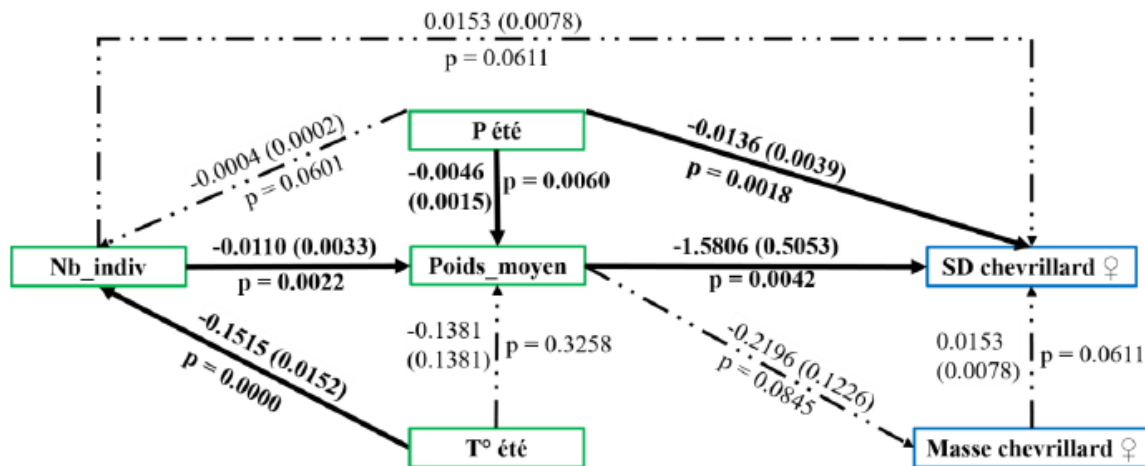 0.0153 (0.0078)
p = 0.0611
P été
-0.0004 (0.0002)
p = 0.0601
-0.0046
(0.0015)
p = 0.0060
-0.0136 (0.0039)
p = 0.0018
Nb_indiv
-0.0110 (0.0033)
p = 0.0022
Poids_moyen
-1.5806 (0.5053)
p = 0.0042
SD chevrillard ♀
-0.1515 (0.0152)
p = 0.0000
-0.1381
(0.1381)
p = 0.3258
-0.2196 (0.1226)
p = 0.0845
0.0153
(0.0078)
p = 0.0611
T° été
Masse chevrillard ♀